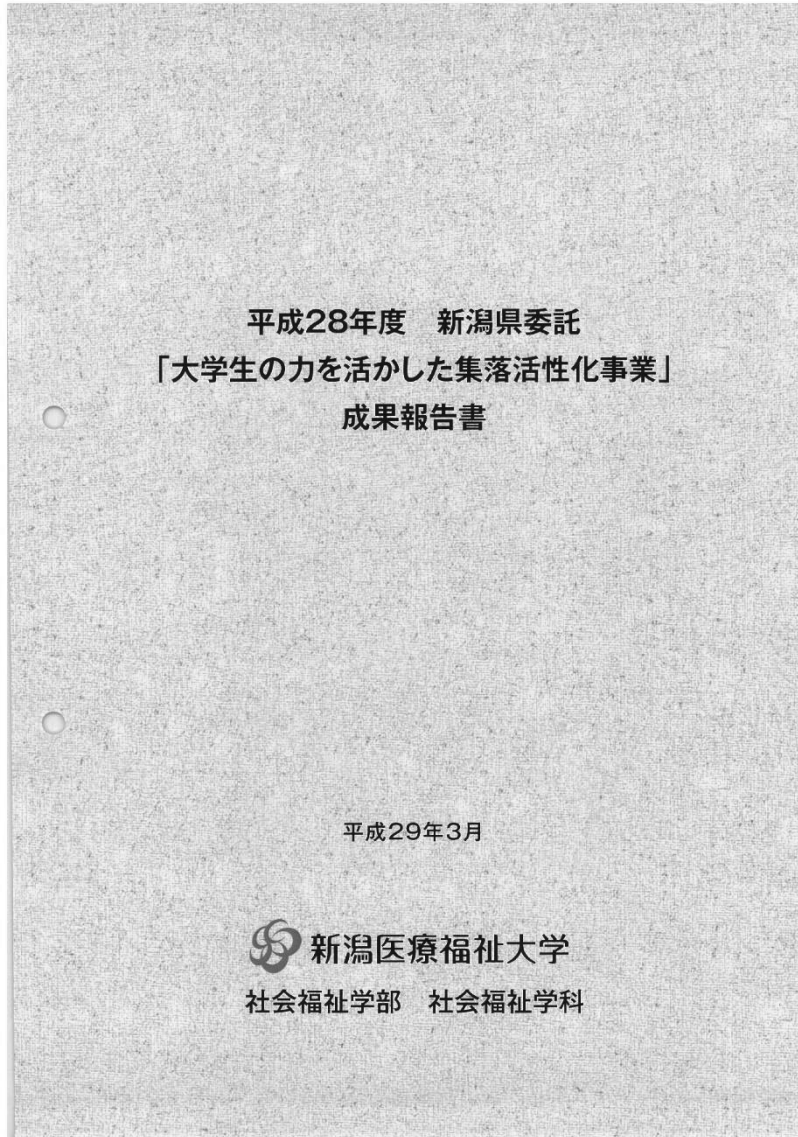 平成28年度　新潟県委託
「大学生の力を活かした集落活性化事業」
成果報告書
平成29年3月
新潟医療福祉大学
社会福祉学部　社会福祉学科